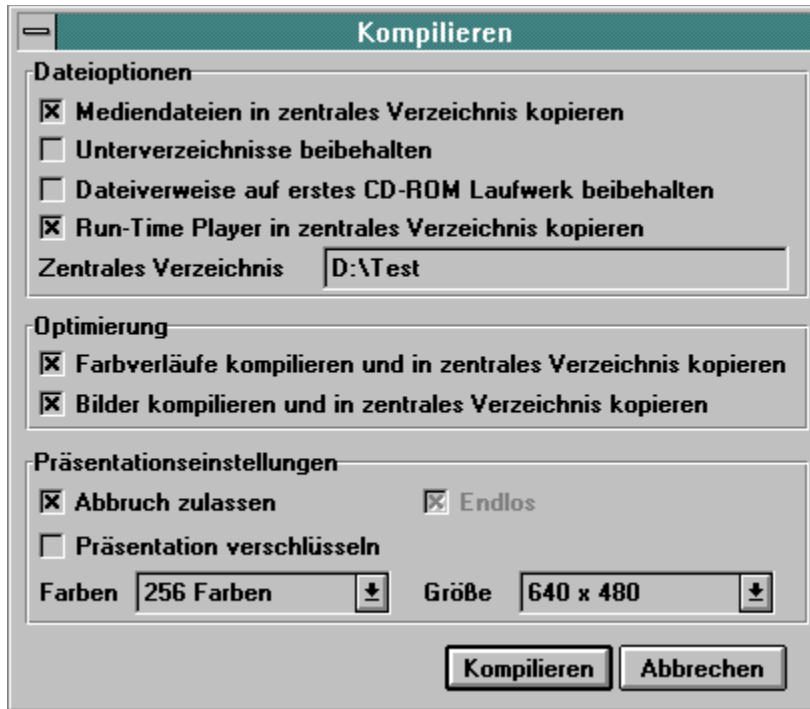 Kompilieren
Dateioptionen
Mediendateien in zentrales Verzeichnis kopieren
Unterverzeichnisse beibehalten
Dateiverweise auf erstes CD-ROM Laufwerk beibehalten
Run-Time Player in zentrales Verzeichnis kopieren
Zentrales Verzeichnis D:\Test
Optimierung
Farbverläufe kompilieren und in zentrales Verzeichnis kopieren
Bilder kompilieren und in zentrales Verzeichnis kopieren
Präsentationseinstellungen
Abbruch zulassen Endlos
Präsentation verschlüsseln
Farben 256 Farben Größe 640 x 480
Kompilieren Abbrechen